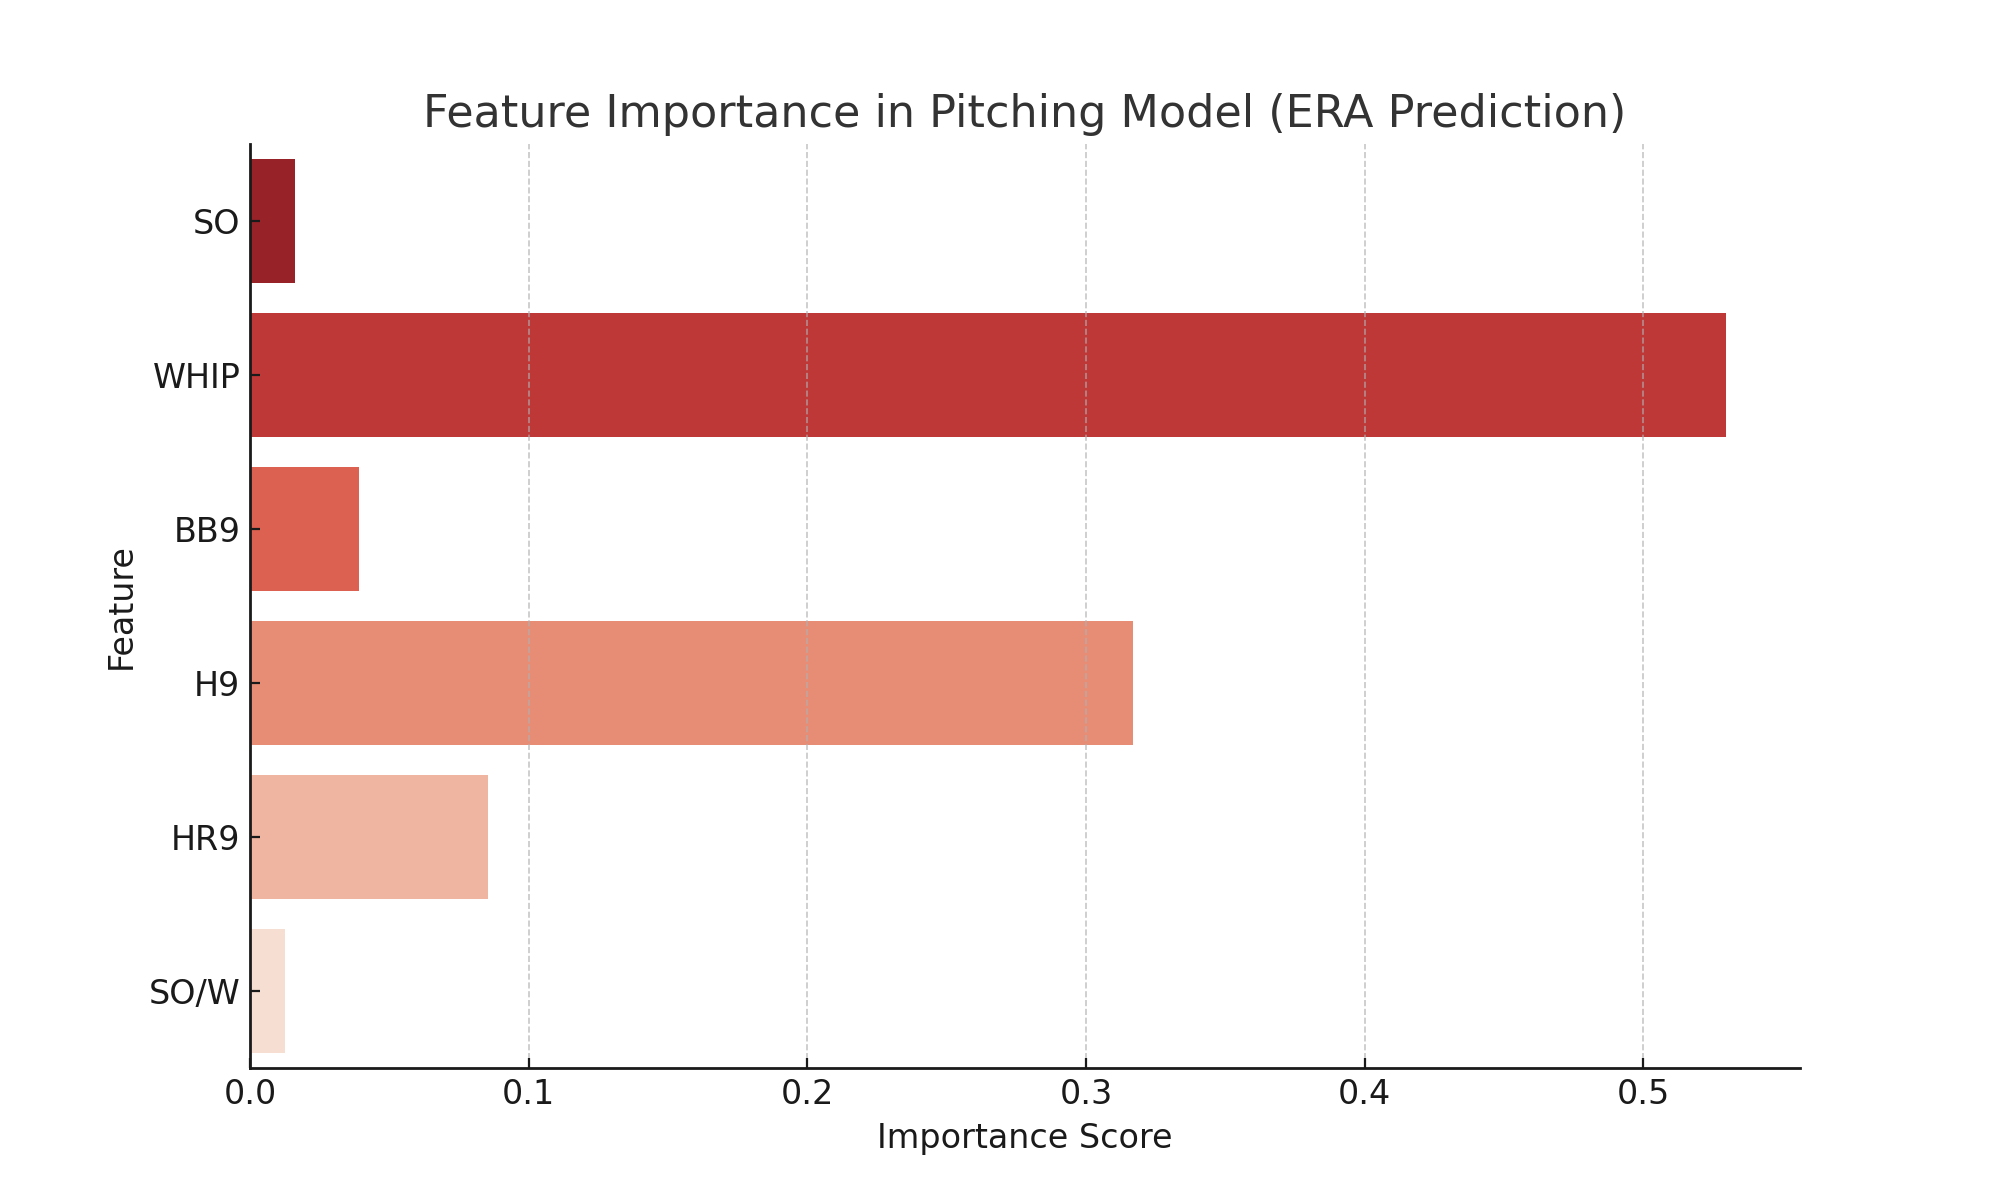 Feature Importance in Pitching Model (ERA Prediction)
Feature
SO
WHIP
BB9
H9
HR9
SO/W
0.0 0.1 0.2 0.3 0.4 0.5
Importance Score